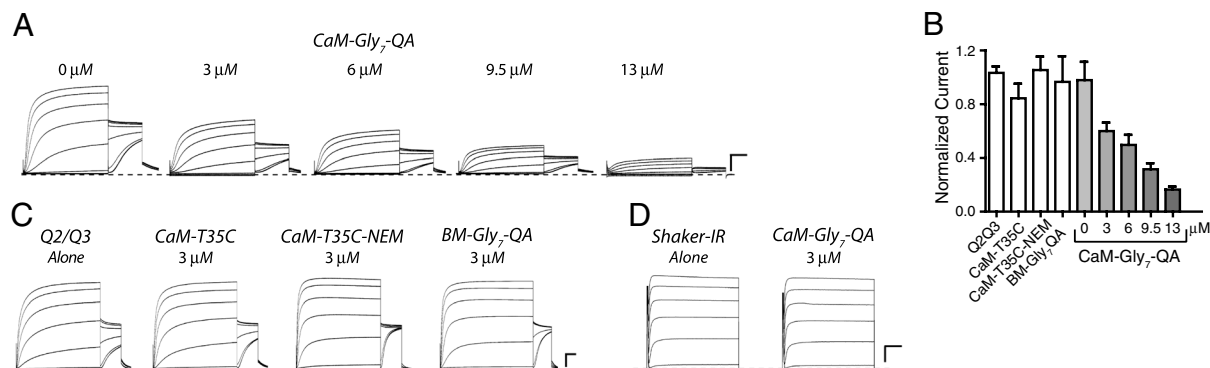 A
CaM-Gly7-QA
0 µM 3 µM 6 µM 9.5 µM 13 µM
B
Normalized Current
1.2
0.8
0.4
0.0
Q2Q3
CaM-T35C
CaM-T35C-NEM
BM-Gly7QA
0 3 6 9.5 13 µM
CaM-Gly7-QA
C
Q2/Q3 CaM-T35C CaM-T35C-NEM BM-Gly7-QA
Alone 3 µM 3 µM 3 µM
D
Shaker-IR CaM-Gly7-QA
Alone 3 µM